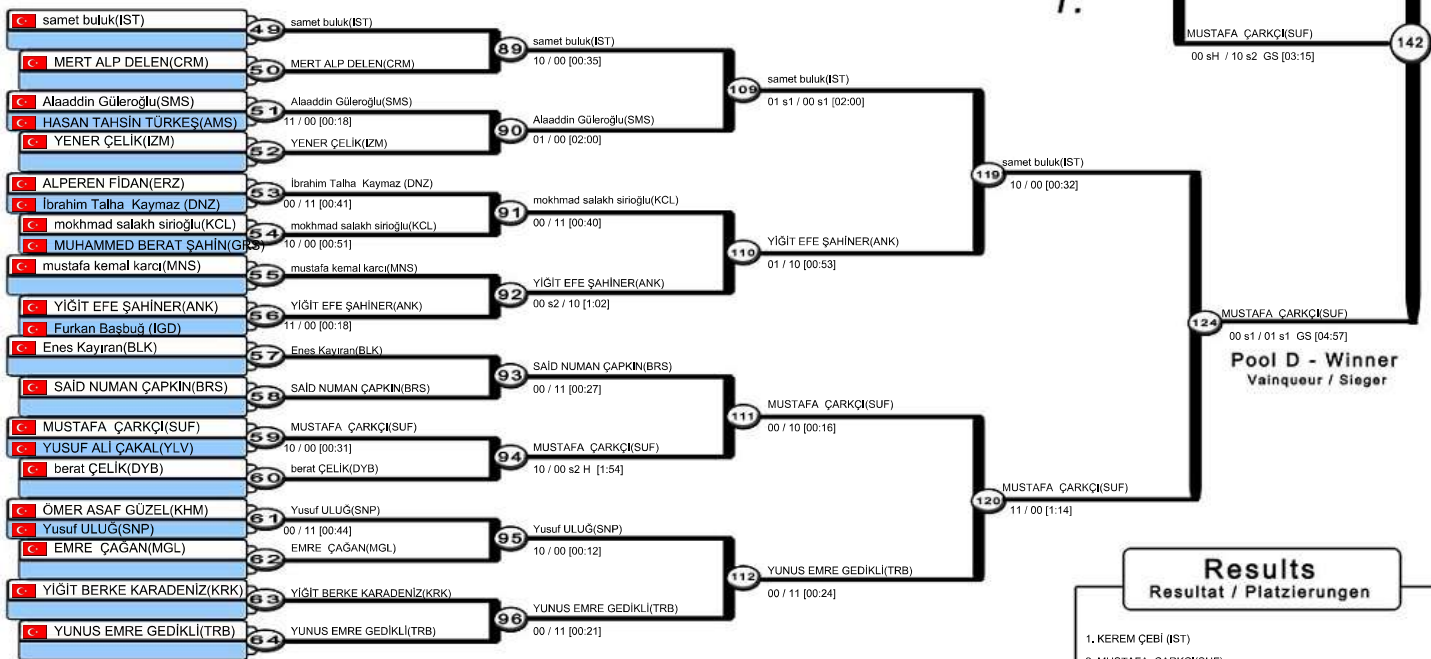 samet buluk(IST)
49
MERT ALP DELEN(CRM)
50
Alaaddin Güleroğlu(SMS)
HASAN TAHSİN TÜRKEŞ(AMS)
51
YENER ÇELİK(IZM)
52
ALPEREN FİDAN(ERZ)
İbrahim Talha Kaymaz (DNZ)
53
mokhmad salakh sirioğlu(KCL)
MUHAMMED BERAT ŞAHİN(GRS)
54
mustafa kemal karcı(MNS)
55
YİĞİT EFE ŞAHİNER(ANK)
Furkan Başbuğ (IGD)
56
Enes Kayıran(BLK)
57
SAİD NUMAN ÇAPKIN(BRS)
58
MUSTAFA ÇARKÇI(SUF)
YUSUF ALİ ÇAKAL(YLV)
59
berat ÇELİK(DYB)
60
ÖMER ASAF GÜZEL(KHM)
Yusuf ULUĞ(SNP)
61
EMRE ÇAĞAN(MGL)
62
YİĞİT BERKE KARADENİZ(KRK)
63
YUNUS EMRE GEDİKLİ(TRB)
64
samet buluk(IST)
MERT ALP DELEN(CRM)
89
Alaaddin Güleroğlu(SMS)
11 / 00 [00:18]
YENER ÇELİK(IZM)
90
İbrahim Talha Kaymaz (DNZ)
00 / 11 [00:41]
mokhmad salakh sirioğlu(KCL)
10 / 00 [00:51]
91
mustafa kemal karcı(MNS)
YİĞİT EFE ŞAHİNER(ANK)
11 / 00 [00:18]
92
Enes Kayıran(BLK)
SAİD NUMAN ÇAPKIN(BRS)
93
MUSTAFA ÇARKÇI(SUF)
10 / 00 [00:31]
berat ÇELİK(DYB)
94
Yusuf ULUĞ(SNP)
00 / 11 [00:44]
EMRE ÇAĞAN(MGL)
95
YİĞİT BERKE KARADENİZ(KRK)
YUNUS EMRE GEDİKLİ(TRB)
96
samet buluk(IST)
10 / 00 [00:35]
Alaaddin Güleroğlu(SMS)
01 / 00 [02:00]
109
mokhmad salakh sirioğlu(KCL)
00 / 11 [00:40]
YİĞİT EFE ŞAHİNER(ANK)
00 s2 / 10 [1:02]
110
SAİD NUMAN ÇAPKIN(BRS)
00 / 11 [00:27]
MUSTAFA ÇARKÇI(SUF)
10 / 00 s2 H [1:54]
111
Yusuf ULUĞ(SNP)
10 / 00 [00:12]
YUNUS EMRE GEDİKLİ(TRB)
00 / 11 [00:21]
112
samet buluk(IST)
01 s1 / 00 s1 [02:00]
YİĞİT EFE ŞAHİNER(ANK)
01 / 10 [00:53]
119
MUSTAFA ÇARKÇI(SUF)
00 / 10 [00:16]
YUNUS EMRE GEDİKLİ(TRB)
00 / 11 [00:24]
120
samet buluk(IST)
10 / 00 [00:32]
MUSTAFA ÇARKÇI(SUF)
11 / 00 [1:14]
124
MUSTAFA ÇARKÇI(SUF)
00 s1 / 01 s1 GS [04:57]
Pool D - Winner
Vainqueur / Sieger
MUSTAFA ÇARKÇI(SUF)
00 sH / 10 s2 GS [03:15]
142
Results
Resultat / Platzierungen
1. KEREM ÇEBİ (IST)